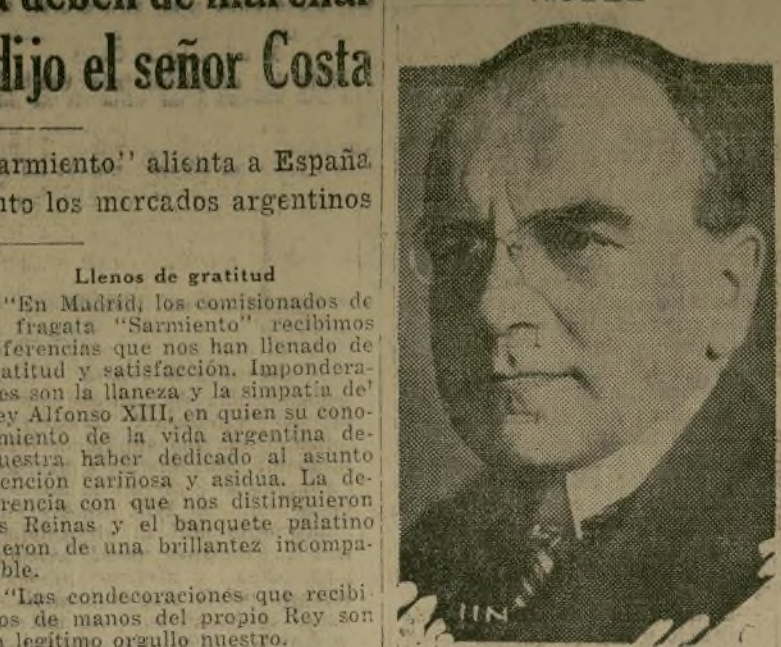 deben de marchar
dijo el señor Costa
armiento" alienta a España
nto los mercados argentinos
Llenos de gratitud
"En Madrid, los comisionados de
fragata "Sarmiento" recibimos
ferencias que nos han llenado de
atitud y satisfacción. Impondera-
es son la llaneza y la simpatía de'
ey Alfonso XIII, en quien su cono-
miento de la vida argentina de-
uestra haber dedicado al asunto
ención cariñosa y asidua. La de-
rencia con que nos distinguieron
s Reinas y el banquete palatino
ieron de una brillantez incompa-
ble.
"Las condecoraciones que recibi
os de manos del propio Rey son
legítimo orgullo nuestro.